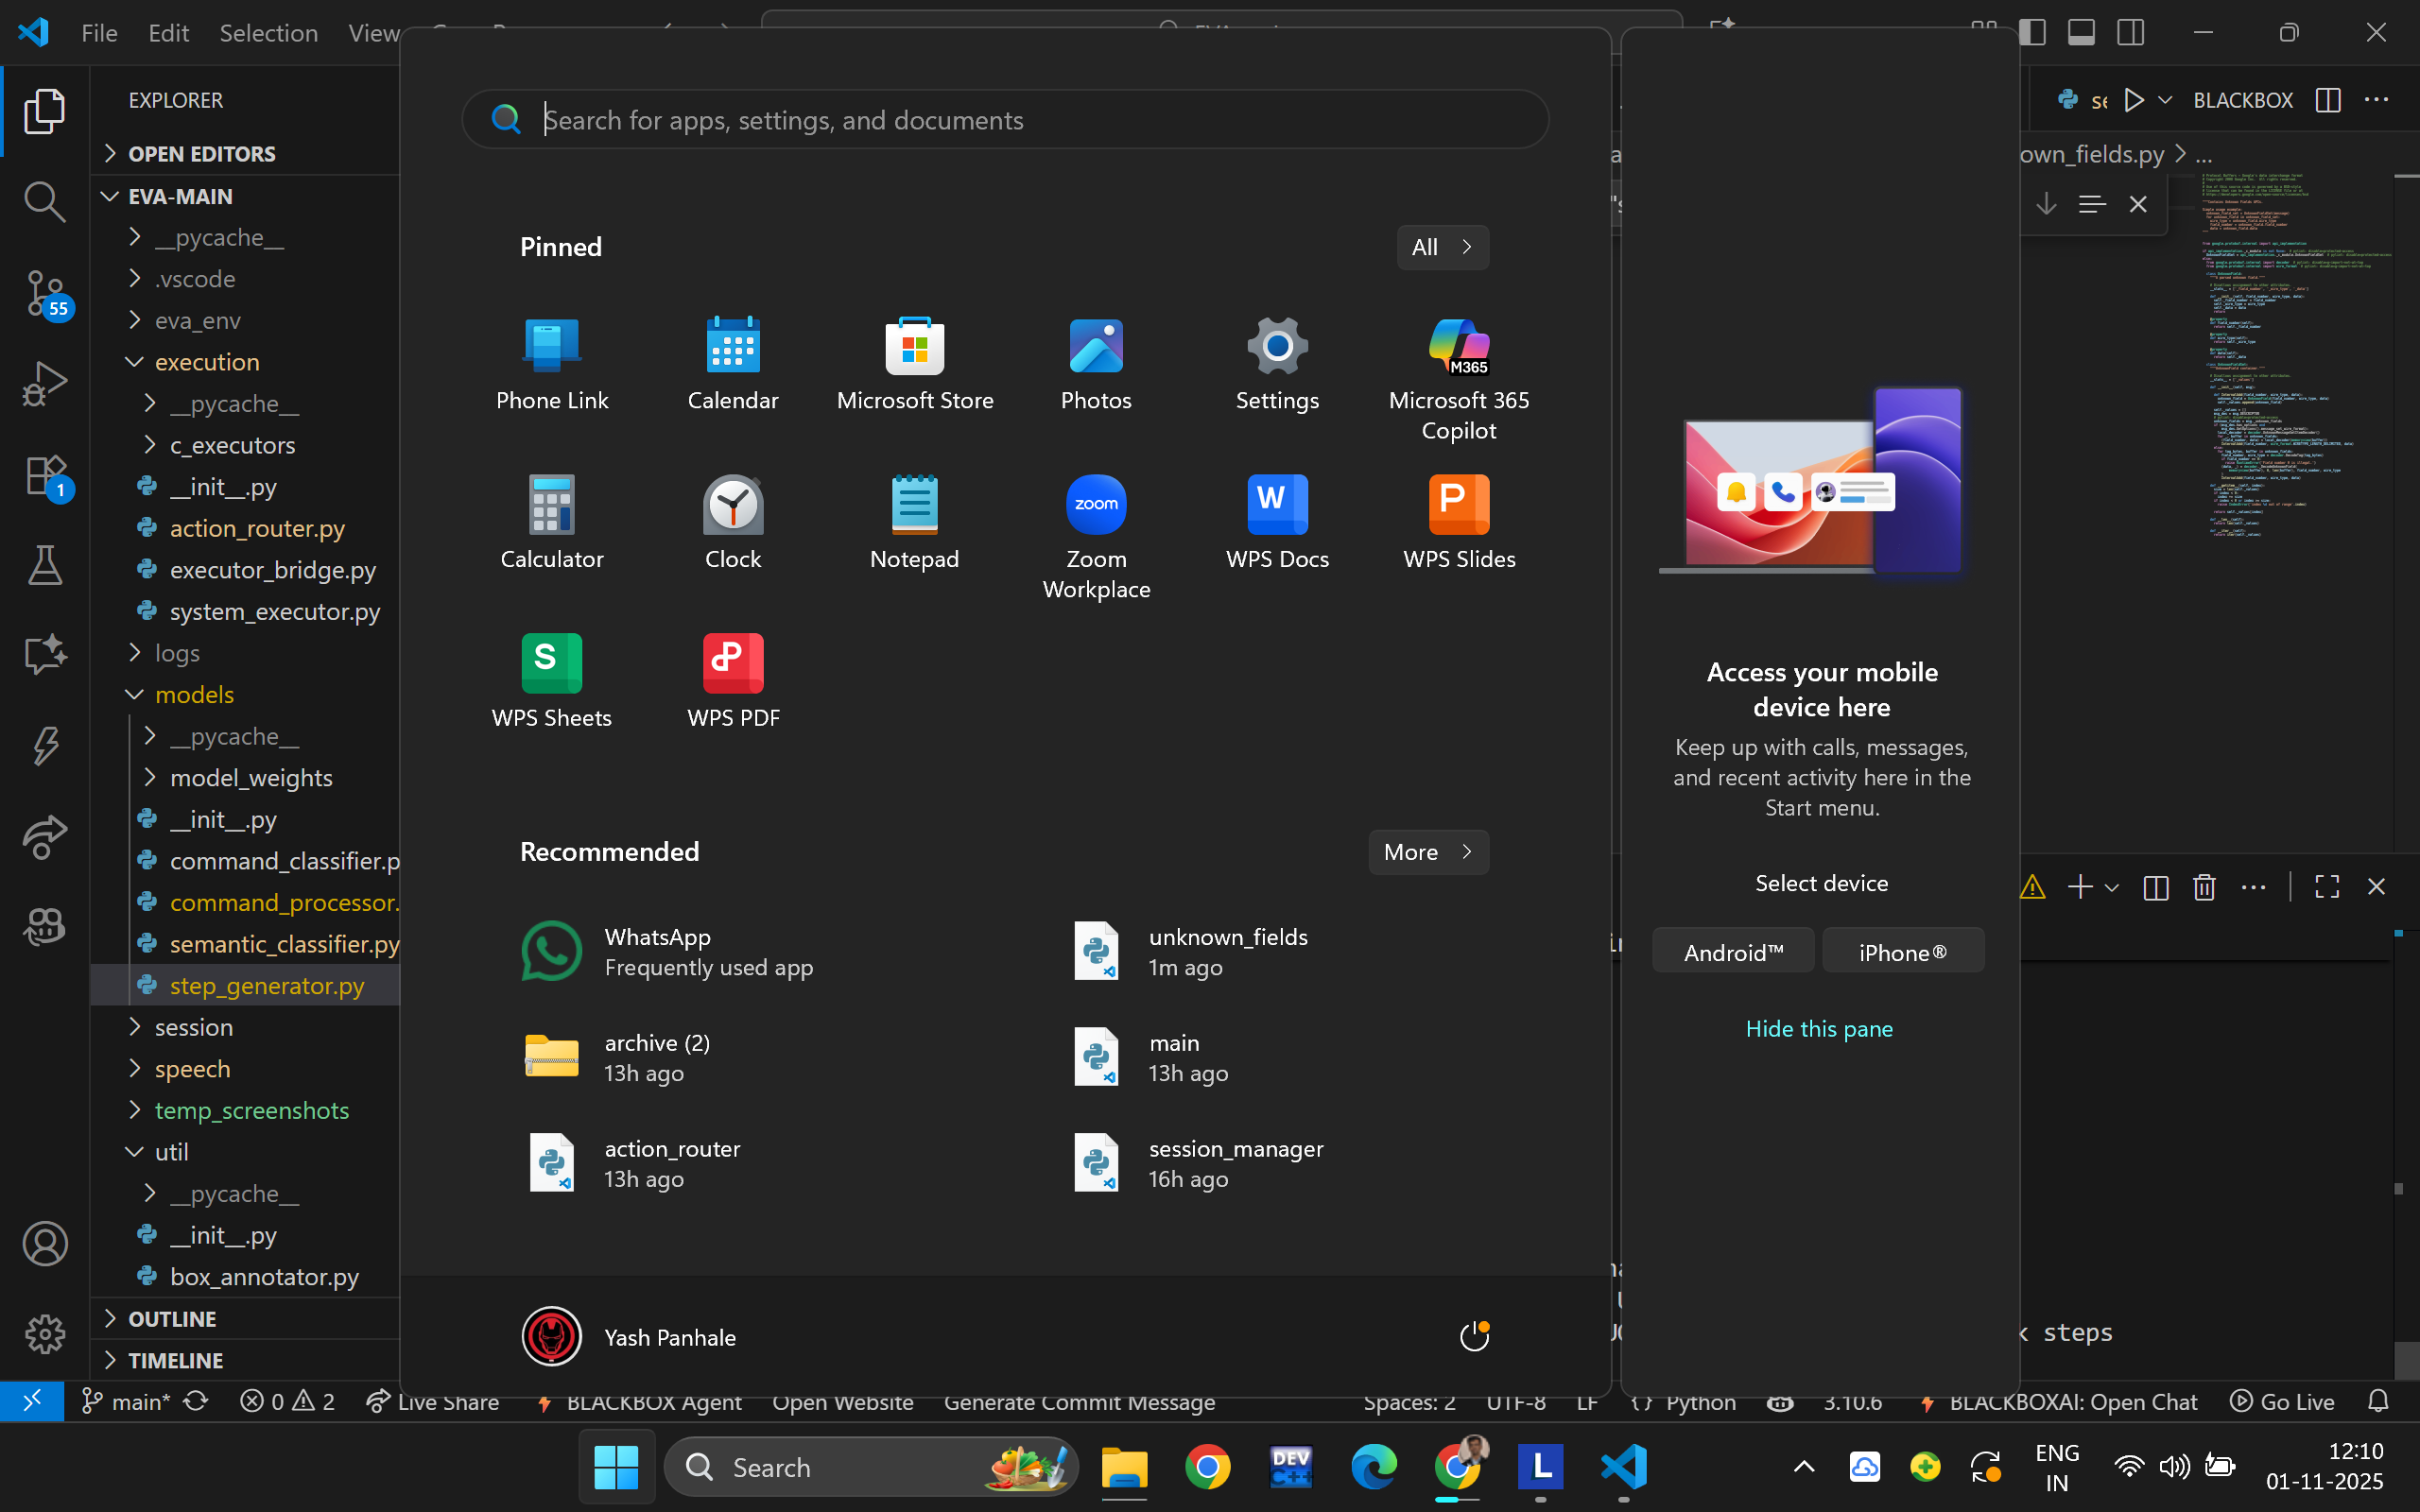 File Edit Selection View
EXPLORER
OPEN EDITORS
EVA-MAIN
__pycache__
.vscode
eva_env
execution
__pycache__
c_executors
__init__.py
action_router.py
executor_bridge.py
system_executor.py
logs
models
__pycache__
model_weights
__init__.py
command_classifier.p
command_processor.
semantic_classifier.py
step_generator.py
session
speech
temp_screenshots
util
__pycache__
__init__.py
box_annotator.py
OUTLINE
TIMELINE
55
1
Search for apps, settings, and documents
Pinned
All
Phone Link
Calendar
Microsoft Store
Photos
Settings
M365
Microsoft 365
Copilot
Calculator
Clock
Notepad
zoom
Zoom
Workplace
W
WPS Docs
P
WPS Slides
S
WPS Sheets
WPS PDF
Recommended
More
WhatsApp
Frequently used app
unknown_fields
1m ago
archive (2)
13h ago
main
13h ago
action_router
13h ago
session_manager
16h ago
Yash Panhale
Access your mobile
device here
Keep up with calls, messages,
and recent activity here in the
Start menu.
Select device
Android™
iPhone®
Hide this pane
BLACKBOX
own_fields.py > ...
steps
main* 0 2 Live Share BLACKBOX Agent Open Website Generate Commit Message Spaces: 2 UTF-8 LF {} Python 3.10.6 BLACKBOXAI: Open Chat Go Live
Search
DEV
C++
L
ENG
IN
12:10
01-11-2025